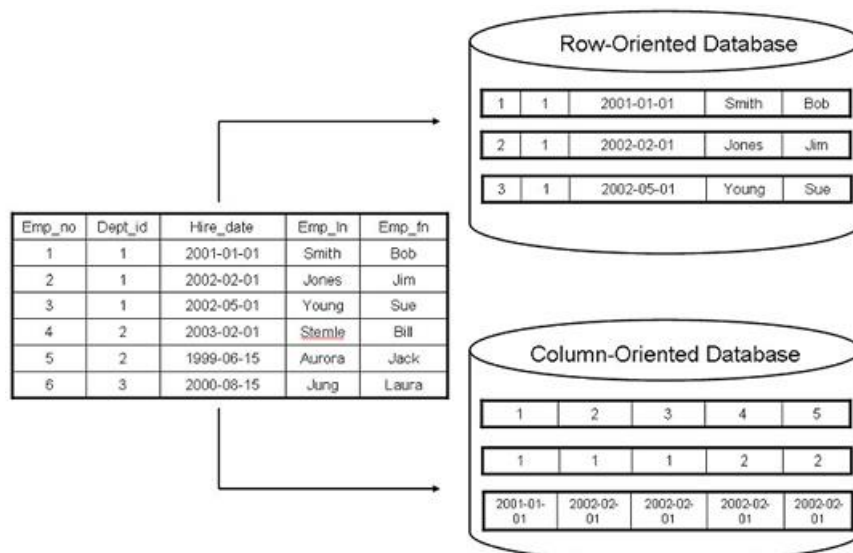 Row-Oriented Database
1 1 2001-01-01 Smith Bob
2 1 2002-02-01 Jones Jim
3 1 2002-05-01 Young Sue
Emp_no Dept_id Hire_date Emp_ln Emp_fn
1 1 2001-01-01 Smith Bob
2 1 2002-02-01 Jones Jim
3 1 2002-05-01 Young Sue
4 2 2003-02-01 Stemle Bill
5 2 1999-06-15 Aurora Jack
6 3 2000-08-15 Jung Laura
Column-Oriented Database
1 2 3 4 5
1 1 1 2 2
2001-01- 2002-02- 2002-02- 2002-02- 2002-02-
01 01 01 01 01